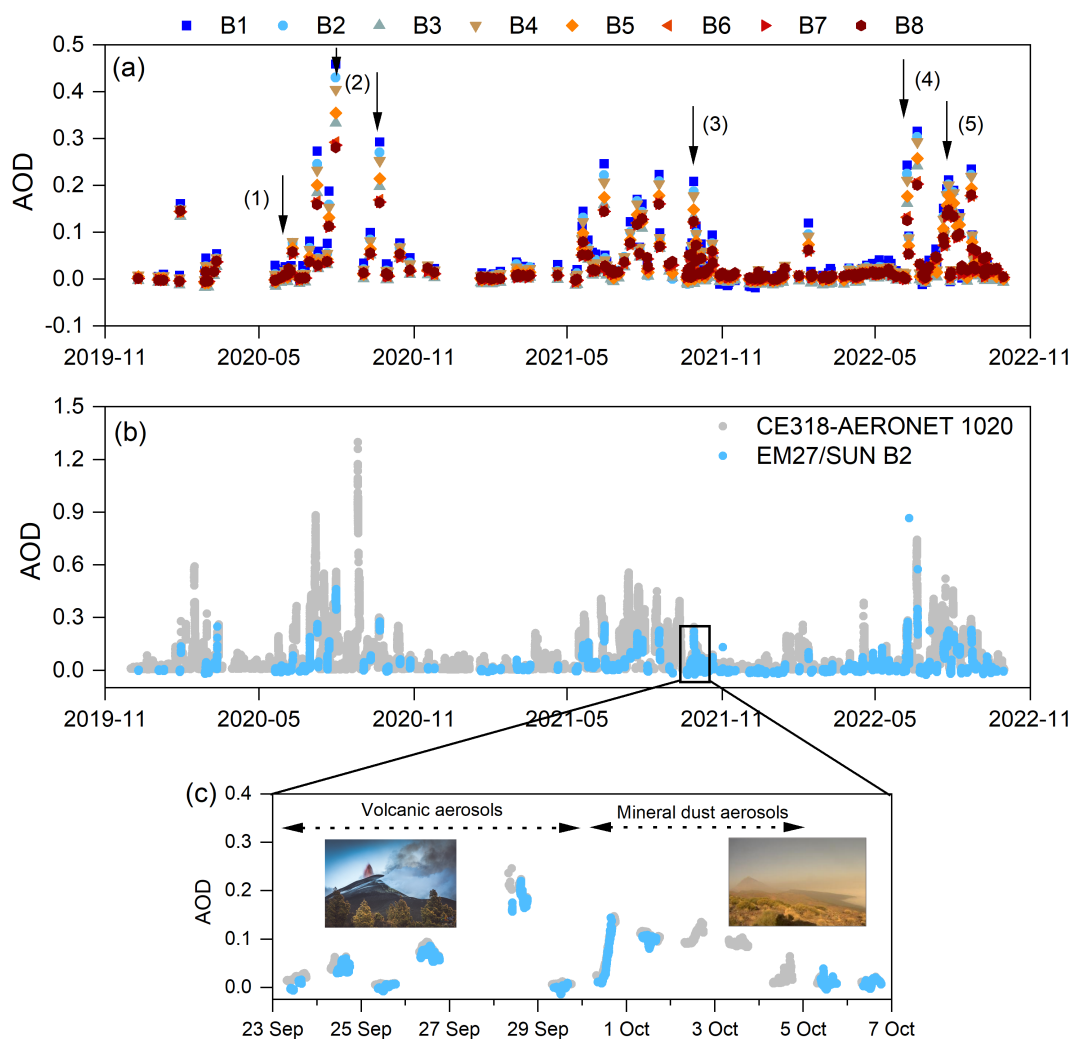 B1 B2 B3 B4 B5 B6 B7 B8
(a)
0.5
0.4
0.3
0.2
0.1
0.0
-0.1
AOD
(1)
(2)
(3)
(4)
(5)
2019-11 2020-05 2020-11 2021-05 2021-11 2022-05 2022-11
(b)
1.5
1.2
0.9
0.6
0.3
0.0
AOD
CE318-AERONET 1020
EM27/SUN B2
2019-11 2020-05 2020-11 2021-05 2021-11 2022-05 2022-11
(c)
0.4
0.3
0.2
0.1
0.0
AOD
Volcanic aerosols
Mineral dust aerosols
23 Sep 25 Sep 27 Sep 29 Sep 1 Oct 3 Oct 5 Oct 7 Oct